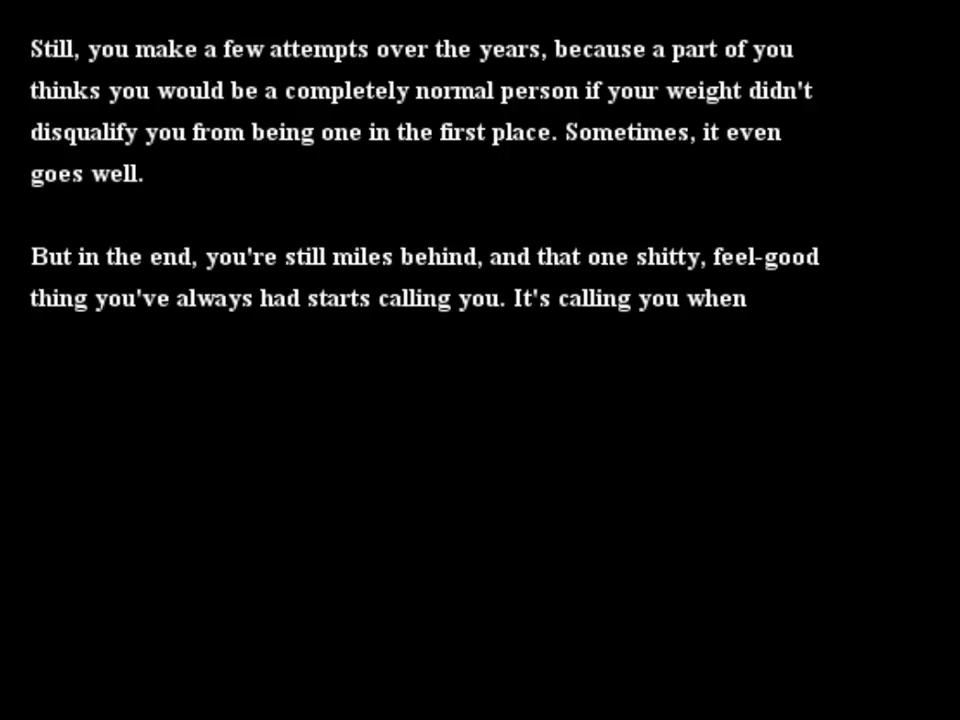 Still, you make a few attempts over the years, because a part of you
thinks you would be a completely normal person if your weight didn't
disqualify you from being one in the first place. Sometimes, it even
goes well.
But in the end, you're still miles behind, and that one shitty, feel-good
thing you've always had starts calling you. It's calling you when